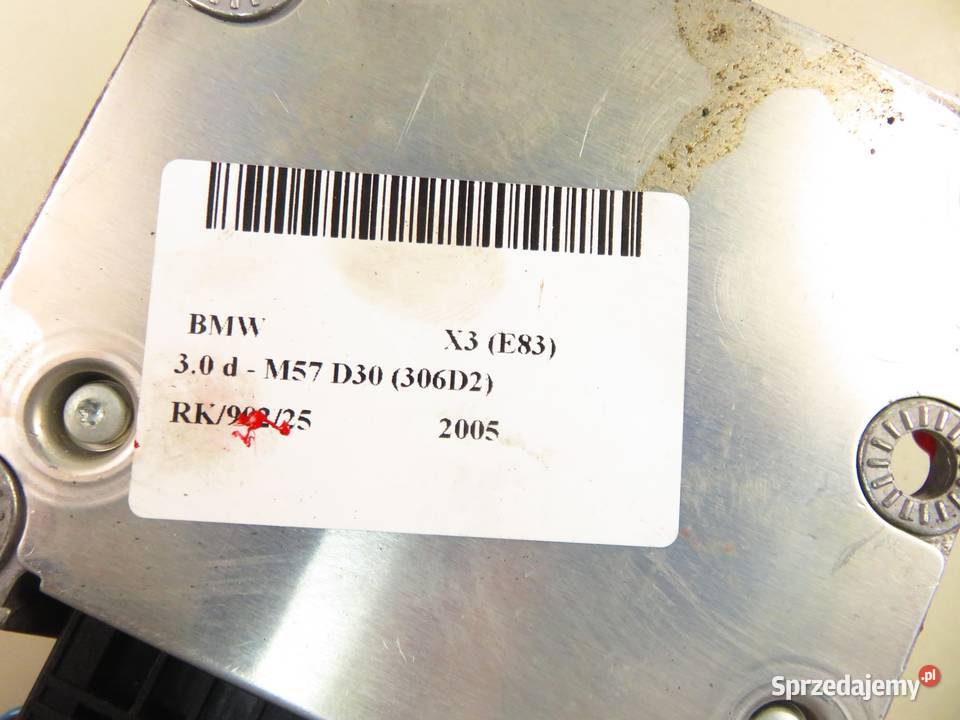 BMW X3 (E83)
3.0 d - M57 D30 (306D2)
2005
Sprzedajemy.pl